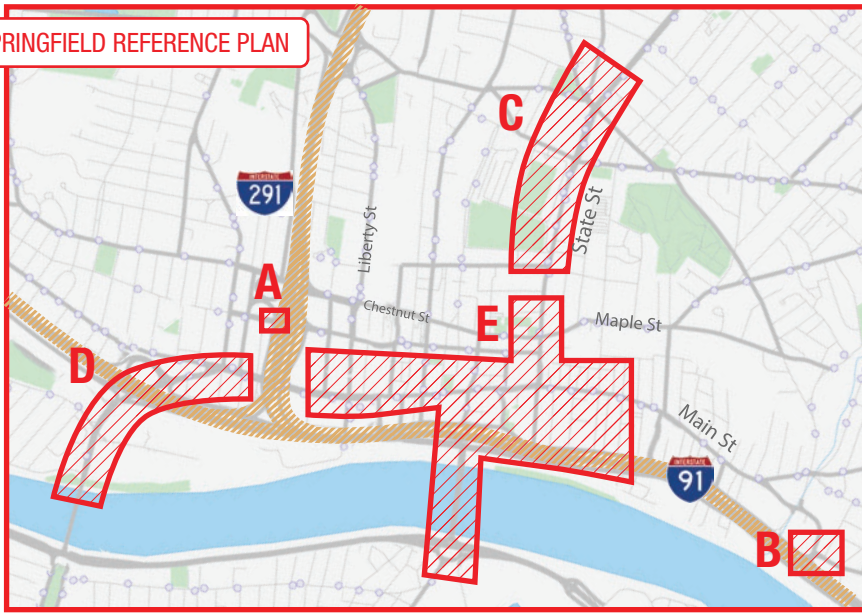 PRINGFIELD REFERENCE PLAN
C
INTERSTATE
291
Liberty St
State St
A
Chestnut St
E
Maple St
D
Main St
INTERSTATE
91
B